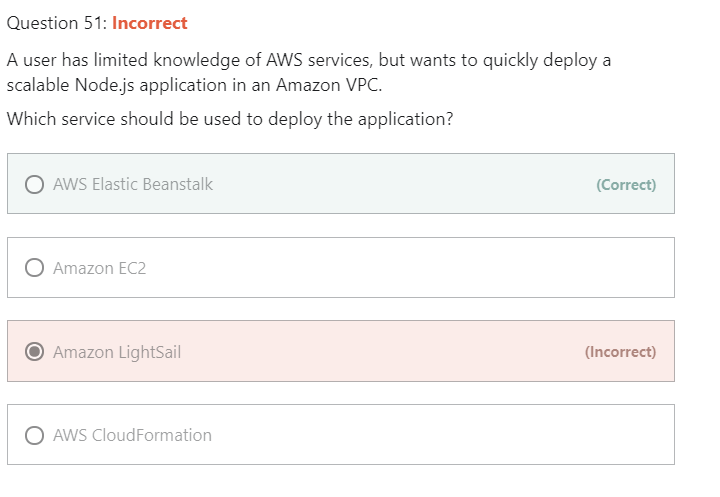 Question 51: Incorrect
A user has limited knowledge of AWS services, but wants to quickly deploy a
scalable Node.js application in an Amazon VPC.
Which service should be used to deploy the application?
AWS Elastic Beanstalk (Correct)
Amazon EC2
Amazon LightSail (Incorrect)
AWS CloudFormation